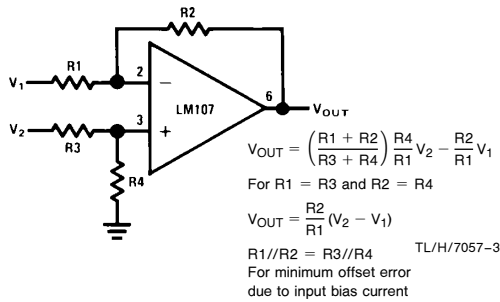 R2
R1
V₁
2
−
LM107
6
VOUT
V₂
3
+
R3
R4
VOUT = ((R1 + R2)/(R3 + R4)) R4/R1 V₂ − R2/R1 V₁
For R1 = R3 and R2 = R4
VOUT = R2/R1 (V₂ − V₁)
R1//R2 = R3//R4
TL/H/7057–3
For minimum offset error
due to input bias current